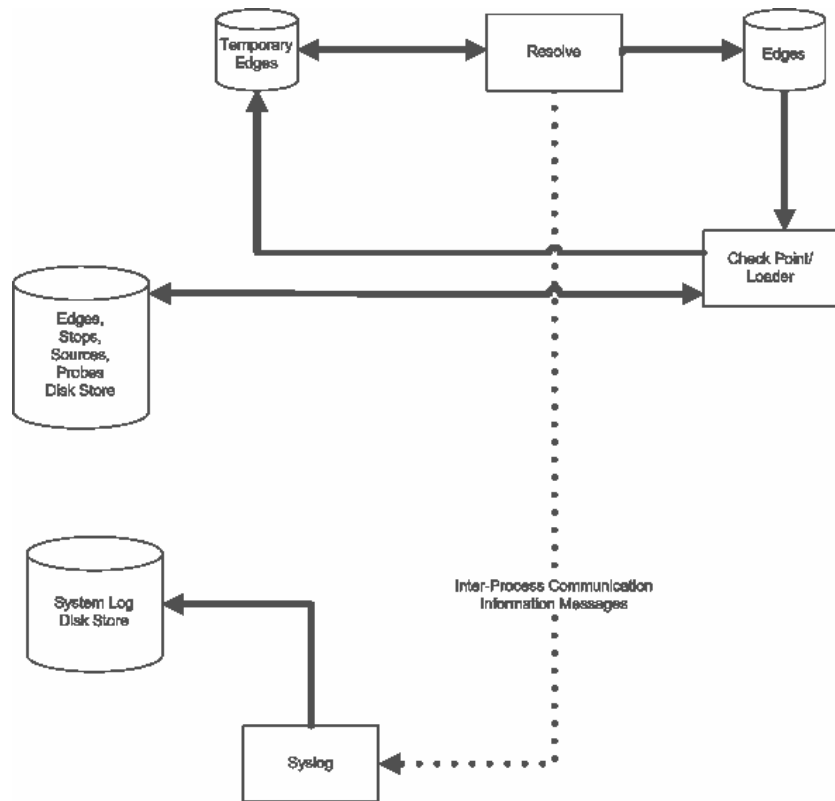 Temporary
Edges
Resolve
Edges
Check Point/
Loader
Edges,
Stops,
Sources,
Probes
Disk Store
Inter-Process Communication
Information Messages
System Log
Disk Store
Syslog